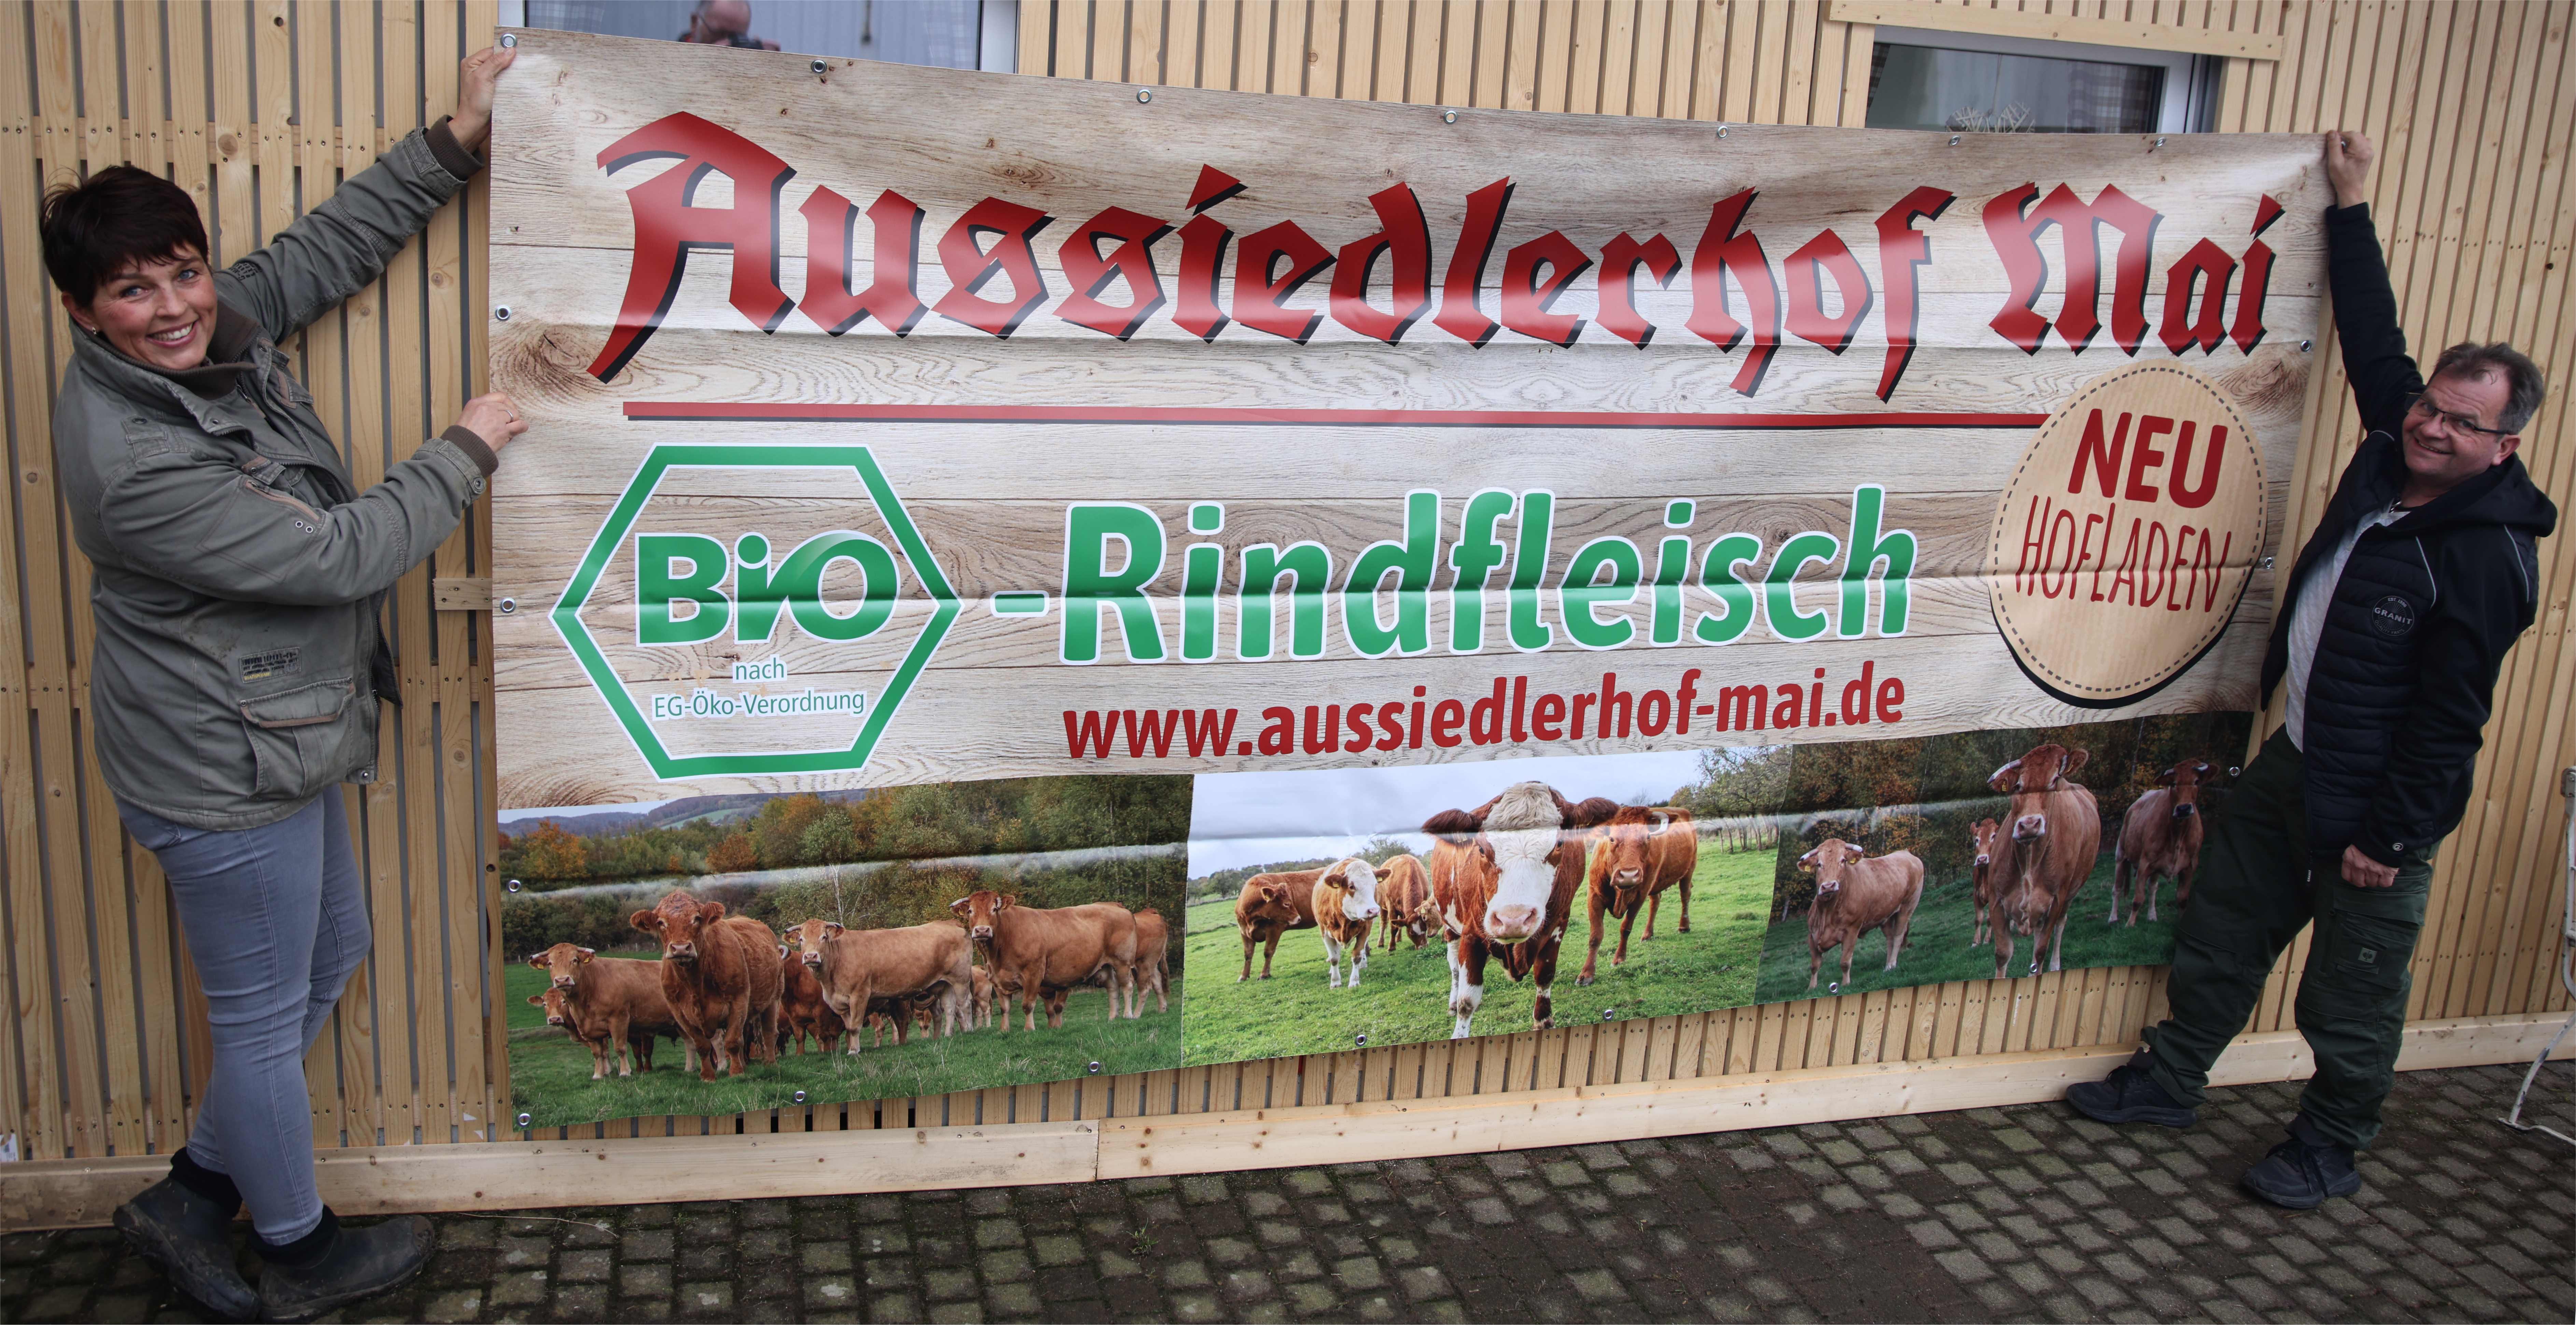 Aussiedlerhof Mai
BiO
nach
EG-Öko-Verordnung
-Rindfleisch
www.aussiedlerhof-mai.de
NEU
HOFLADEN
GRANIT